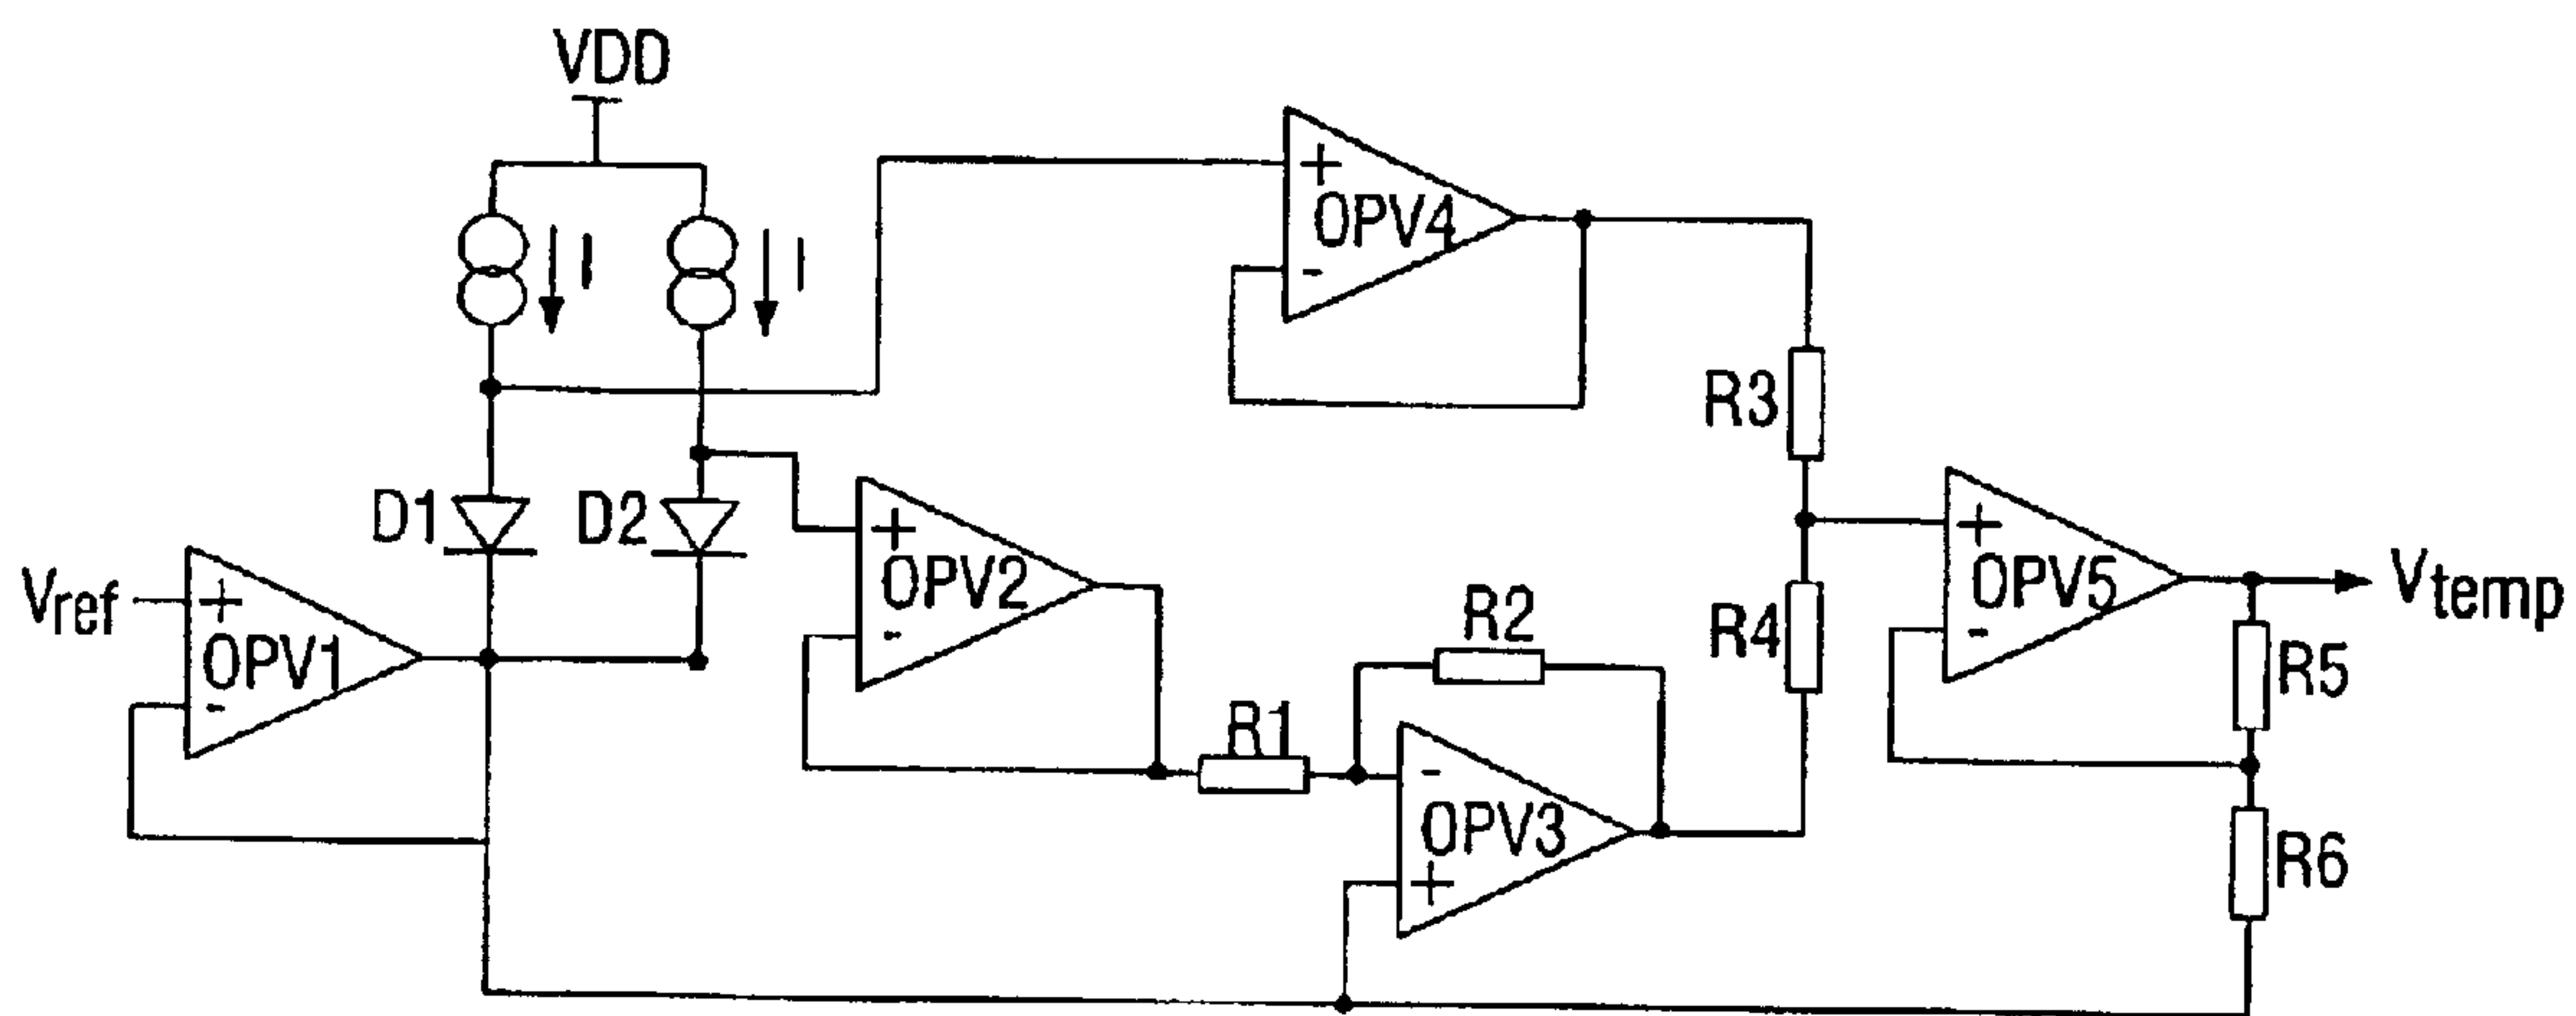 VDD
I
I
+
OPV4
-
R3
D1
D2
+
OPV2
-
Vref
+
OPV1
-
R2
R4
+
OPV5
-
Vtemp
R5
R1
-
OPV3
+
R6